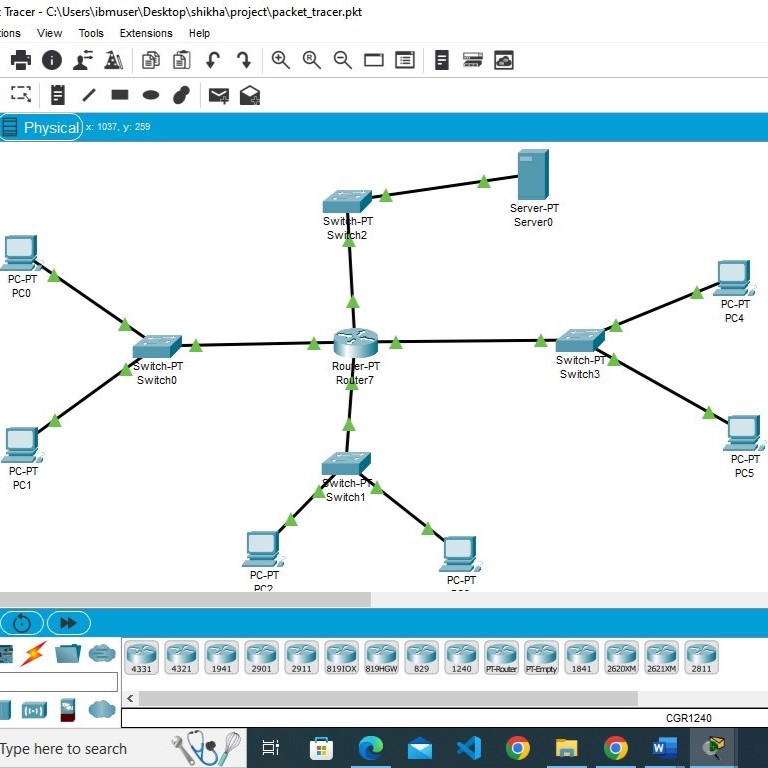 Tracer - C:\Users\ibmuser\Desktop\shikha\project\packet_tracer.pkt
ions View Tools Extensions Help
Physical x: 1037, y: 259
Server-PT
Server0
Switch-PT
Switch2
PC-PT
PC0
PC-PT
PC4
Switch-PT
Switch0
Router-PT
Router7
Switch-PT
Switch3
PC-PT
PC1
PC-PT
PC5
Switch-PT
Switch1
PC-PT
PC2
PC-PT
4331 4321 1941 2901 2911 819IOX 819HGW 829 1240 PT-Router PT-Empty 1841 2620XM 2621XM 2811
CGR1240
Type here to search